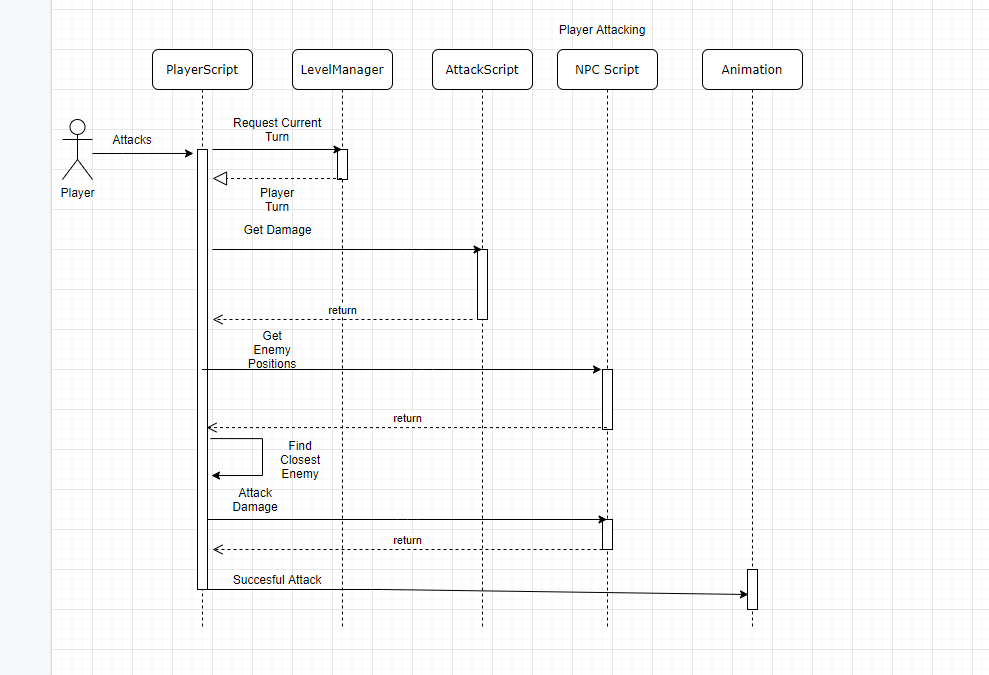 Player Attacking
PlayerScript
LevelManager
AttackScript
NPC Script
Animation
Attacks
Player
Request Current
Turn
Player
Turn
Get Damage
return
Get
Enemy
Positions
return
Find
Closest
Enemy
Attack
Damage
return
Succesful Attack